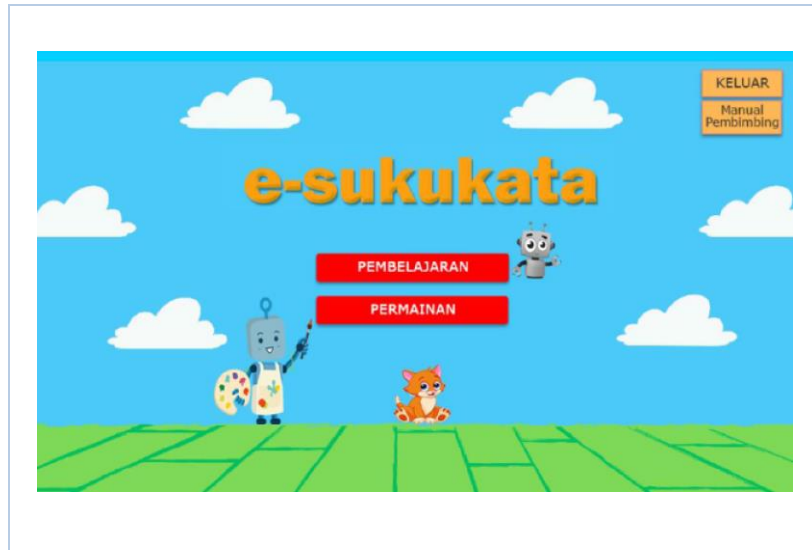 KELUAR
Manual
Pembimbing
e-sukukata
PEMBELAJARAN
PERMAINAN